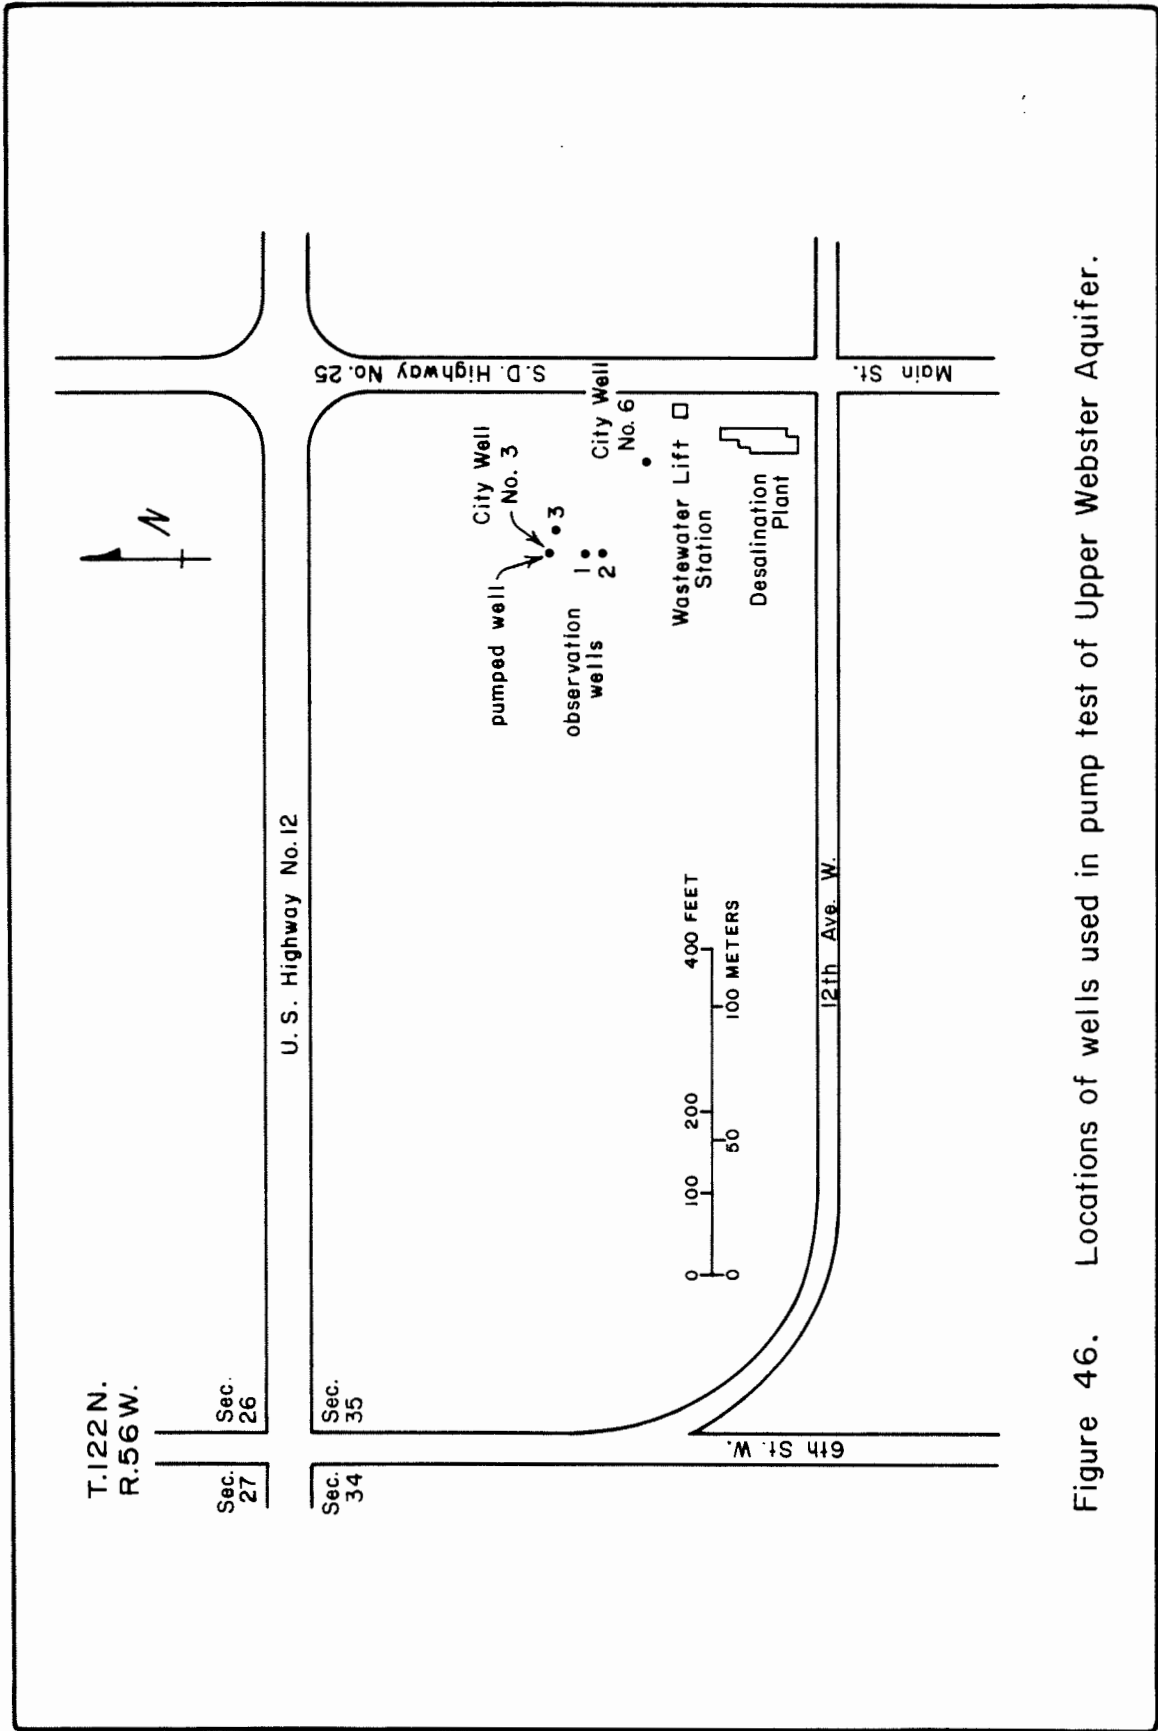 T.122 N.
R.56 W.
Sec.
27
Sec.
26
Sec.
34
Sec.
35
U. S. Highway No. 12
N
S.D. Highway No. 25
City Well
No. 3
pumped well
3
1
2
observation
wells
City Well
No. 6
Wastewater Lift
Station
Desalination
Plant
0 100 200 400 FEET
0 50 100 METERS
12th Ave. W.
6th St. W.
Main St.
Figure 46. Locations of wells used in pump test of Upper Webster Aquifer.